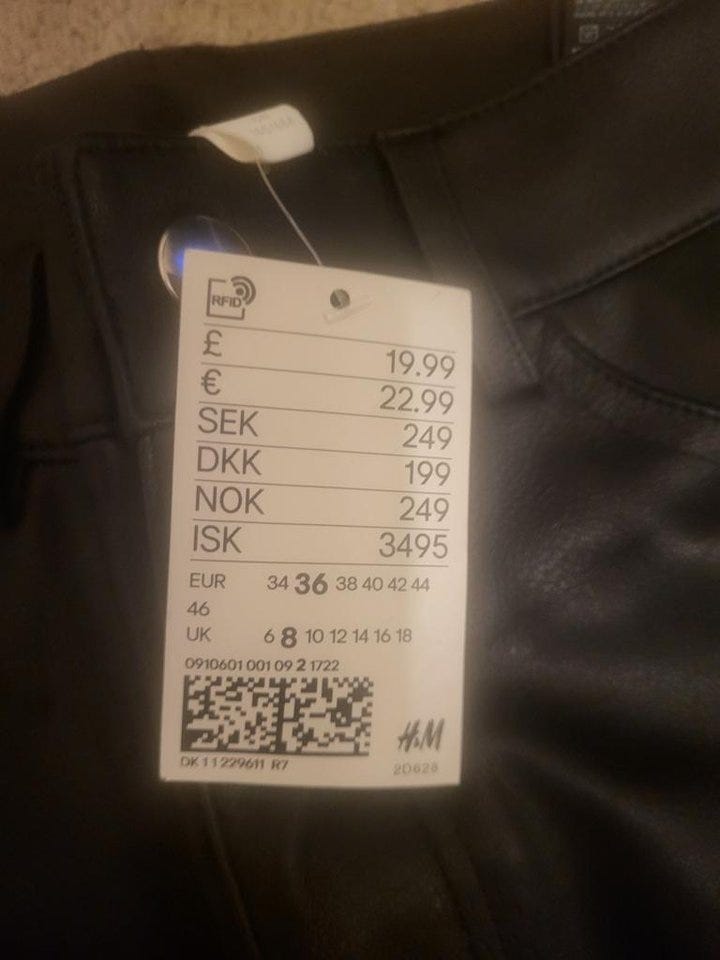 RFID
£ 19.99
€ 22.99
SEK 249
DKK 199
NOK 249
ISK 3495
EUR 34 36 38 40 42 44
46
UK 6 8 10 12 14 16 18
0910601 001 09 2 1722
H&M
DK 1 1 229611 R7
2D628